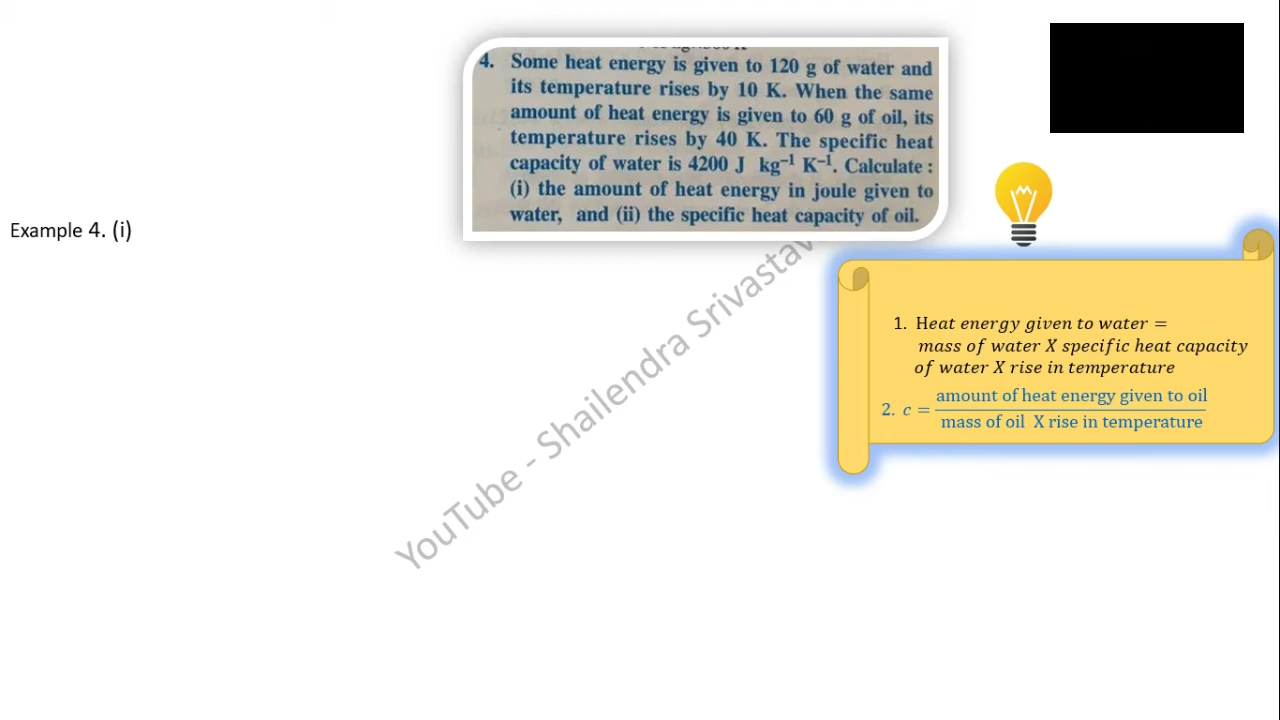 4. Some heat energy is given to 120 g of water and
its temperature rises by 10 K. When the same
amount of heat energy is given to 60 g of oil, its
temperature rises by 40 K. The specific heat
capacity of water is 4200 J kg⁻¹ K⁻¹. Calculate :
(i) the amount of heat energy in joule given to
water, and (ii) the specific heat capacity of oil.
Example 4. (i)
1. Heat energy given to water =
mass of water X specific heat capacity
of water X rise in temperature
2. c = amount of heat energy given to oil
mass of oil X rise in temperature
YouTube - Shailendra Srivastav